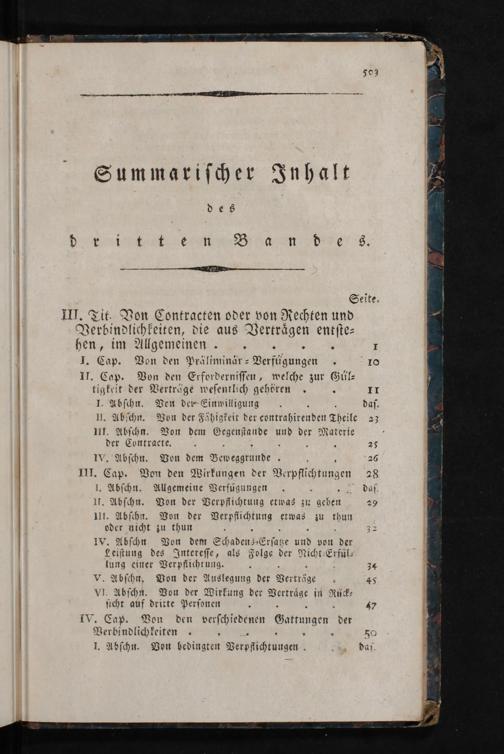 503
Summarischer Inhalt
des
dritten Bandes.
Seite.
III. Tit. Von Contracten oder von Rechten und
Verbindlichkeiten, die aus Verträgen entste-
hen, im Allgemeinen . . . . . 1
I. Cap. Von den Präliminär-Verfügungen . 10
II. Cap. Von den Erfordernissen, welche zur Gül-
tigkeit der Verträge wesentlich gehören . . 11
I. Abschn. Von der Einwilligung . . das.
II. Abschn. Von der Fähigkeit der contrahirenden Theile 23
III. Abschn. Von dem Gegenstande und der Materie
der Contracte. . . . . . . 25
IV. Abschn. Von dem Beweggrunde . . . 26
III. Cap. Von den Wirkungen der Verpflichtungen 28
I. Abschn. Allgemeine Verfügungen . . . das.
II. Abschn. Von der Verpflichtung etwas zu geben 29
III. Abschn. Von der Verpflichtung etwas zu thun
oder nicht zu thun . . . . . 32
IV. Abschn Von dem Schadens-Ersatze und von der
Leistung des Interesse, als Folge der Nicht-Erfül-
lung einer Verpflichtung. . . . . 34
V. Abschn. Von der Auslegung der Verträge . 45
VI. Abschn. Von der Wirkung der Verträge in Rück-
sicht auf dritte Personen . . . . 47
IV. Cap. Von den verschiedenen Gattungen der
Verbindlichkeiten . . . . . . 50
I. Abschn. Von bedingten Verpflichtungen . . das.